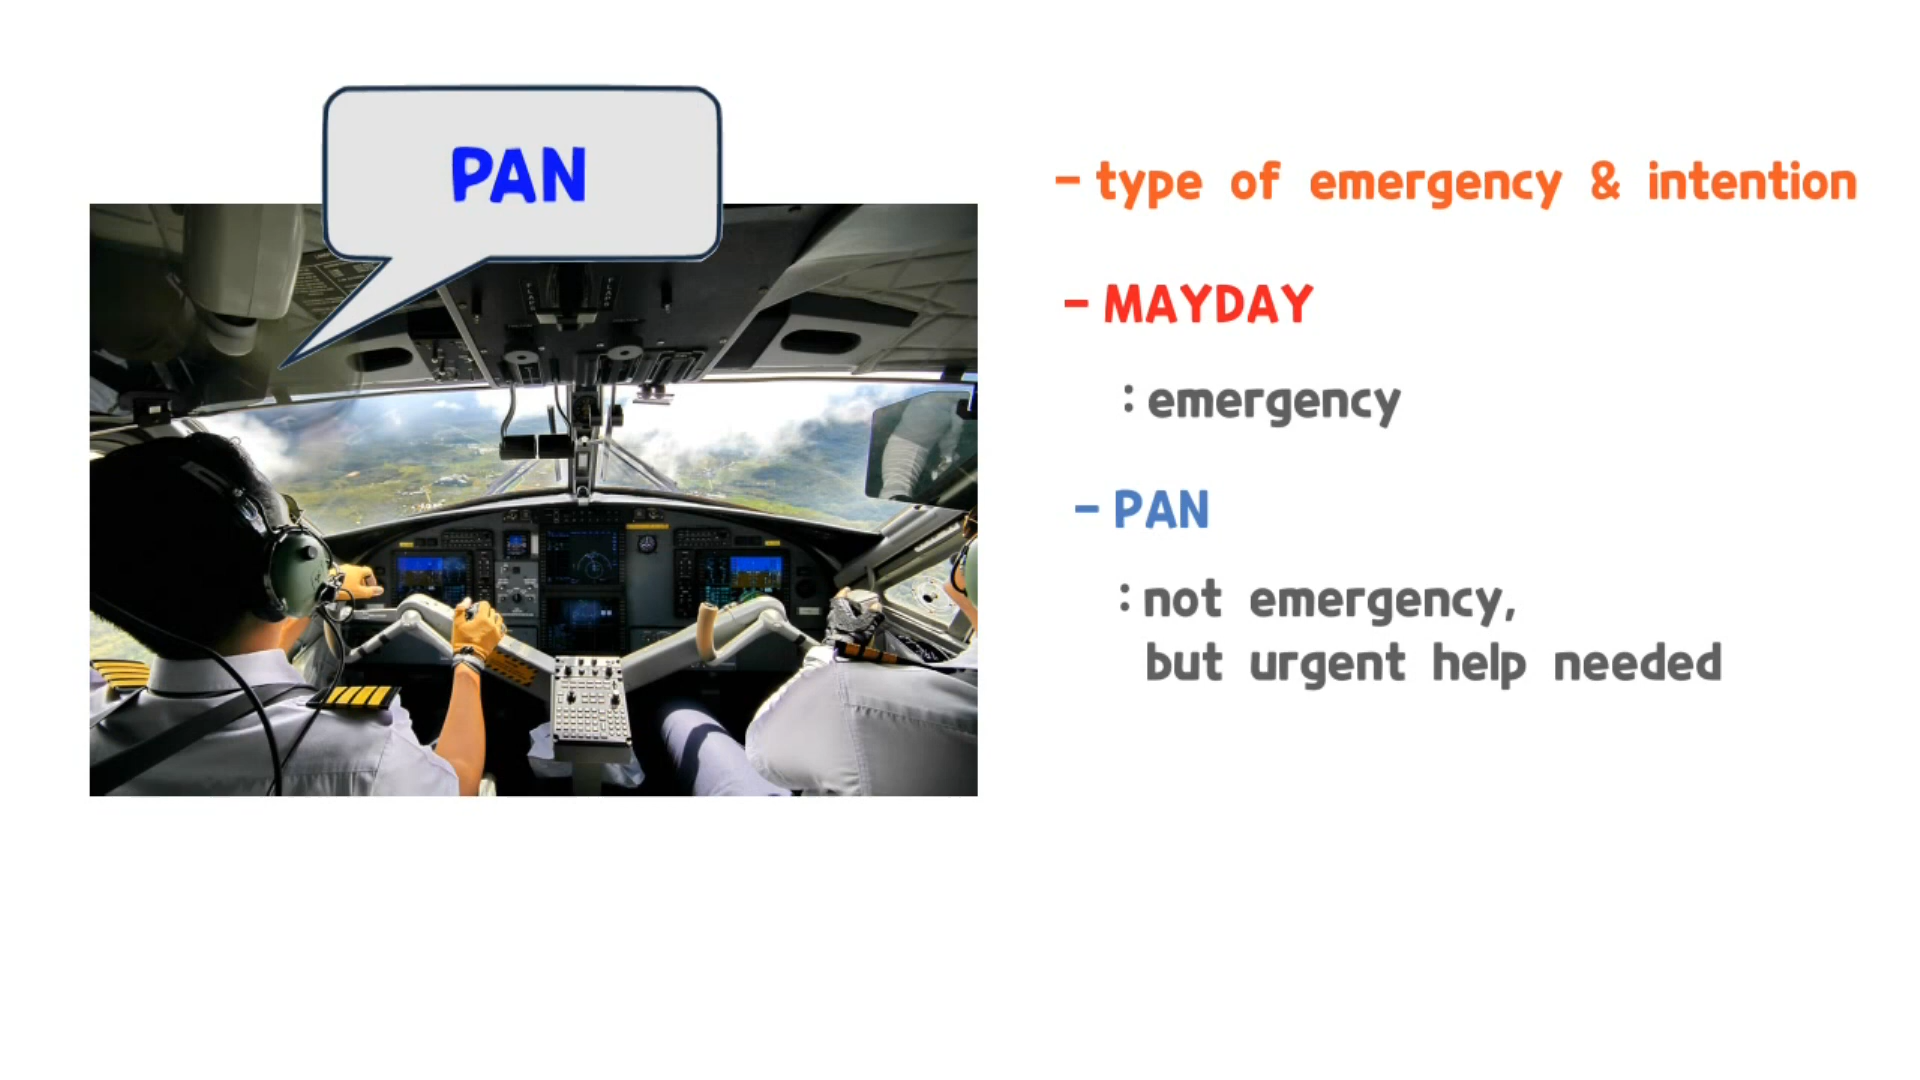 PAN
- type of emergency & intention
- MAYDAY
: emergency
- PAN
: not emergency,
but urgent help needed